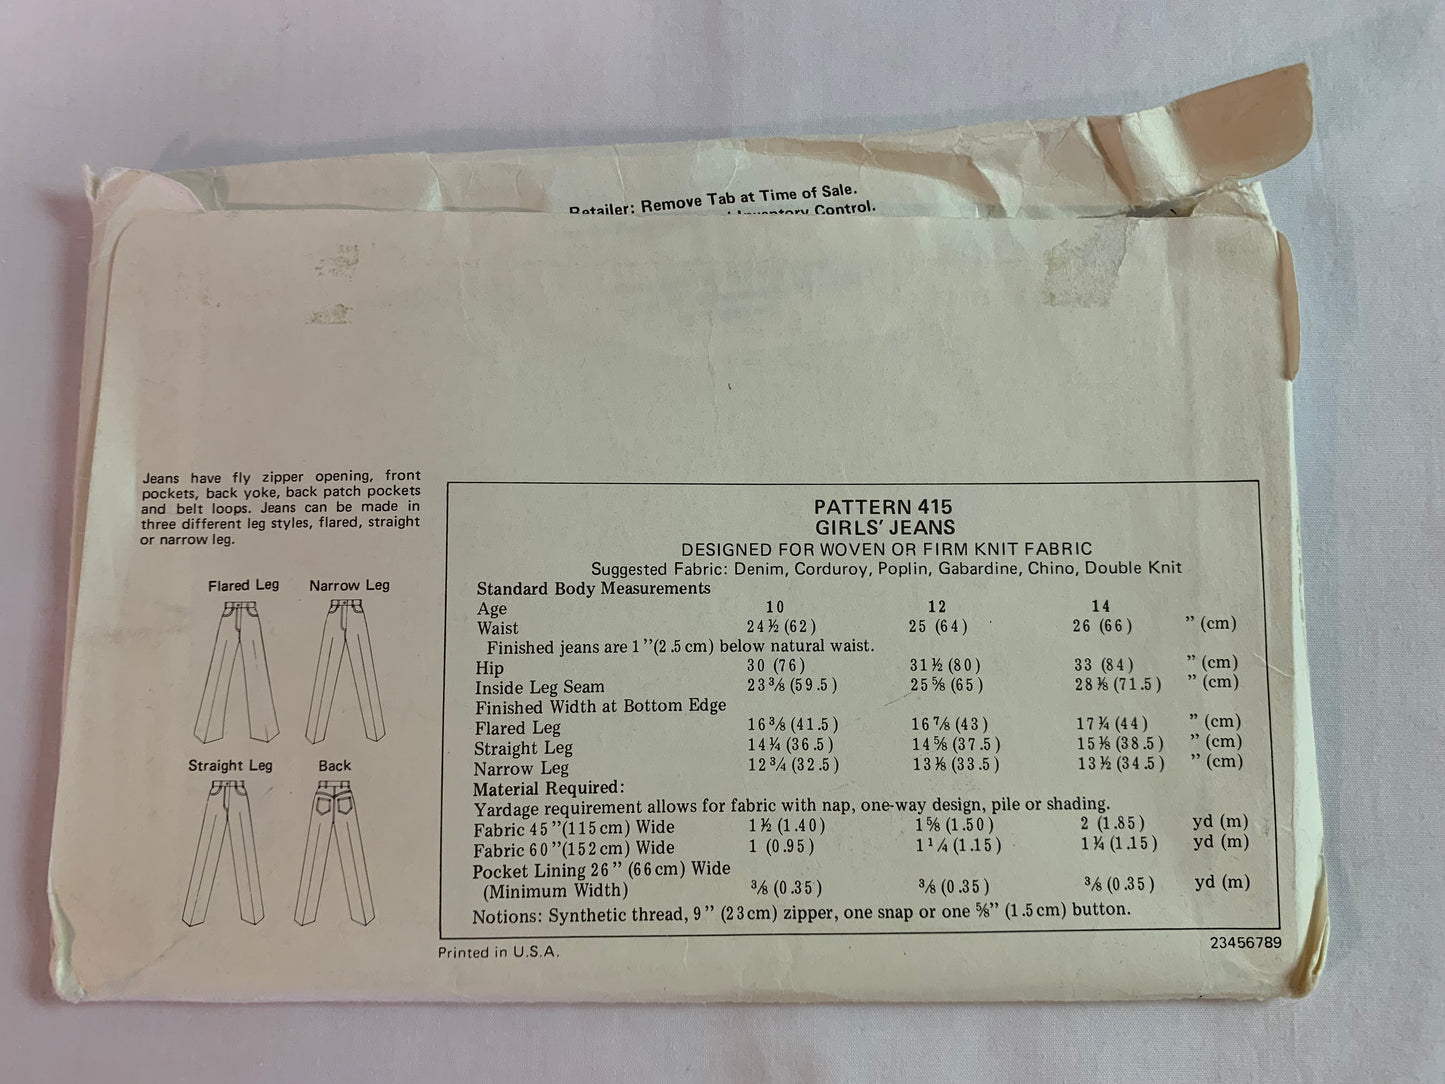 Retailer: Remove Tab at Time of Sale.
Inventory Control.
Jeans have fly zipper opening, front
pockets, back yoke, back patch pockets
and belt loops. Jeans can be made in
three different leg styles, flared, straight
or narrow leg.
Flared Leg Narrow Leg
Straight Leg Back
PATTERN 415
GIRLS' JEANS
DESIGNED FOR WOVEN OR FIRM KNIT FABRIC
Suggested Fabric: Denim, Corduroy, Poplin, Gabardine, Chino, Double Knit
Standard Body Measurements
Age 10 12 14
Waist 24½ (62) 25 (64) 26 (66) ” (cm)
Finished jeans are 1”(2.5cm) below natural waist.
Hip 30 (76) 31½ (80) 33 (84) ” (cm)
Inside Leg Seam 23⅜ (59.5) 25⅝ (65) 28⅛ (71.5) ” (cm)
Finished Width at Bottom Edge
Flared Leg 16⅜ (41.5) 16⅞ (43) 17¼ (44) ” (cm)
Straight Leg 14¼ (36.5) 14⅝ (37.5) 15⅛ (38.5) ” (cm)
Narrow Leg 12¾ (32.5) 13⅛ (33.5) 13½ (34.5) ” (cm)
Material Required:
Yardage requirement allows for fabric with nap, one-way design, pile or shading.
Fabric 45”(115cm) Wide 1½ (1.40) 1⅝ (1.50) 2 (1.85) yd (m)
Fabric 60”(152cm) Wide 1 (0.95) 1¼ (1.15) 1¼ (1.15) yd (m)
Pocket Lining 26” (66cm) Wide
(Minimum Width) ⅜ (0.35) ⅜ (0.35) ⅜ (0.35) yd (m)
Notions: Synthetic thread, 9” (23cm) zipper, one snap or one ⅝” (1.5cm) button.
Printed in U.S.A.
23456789